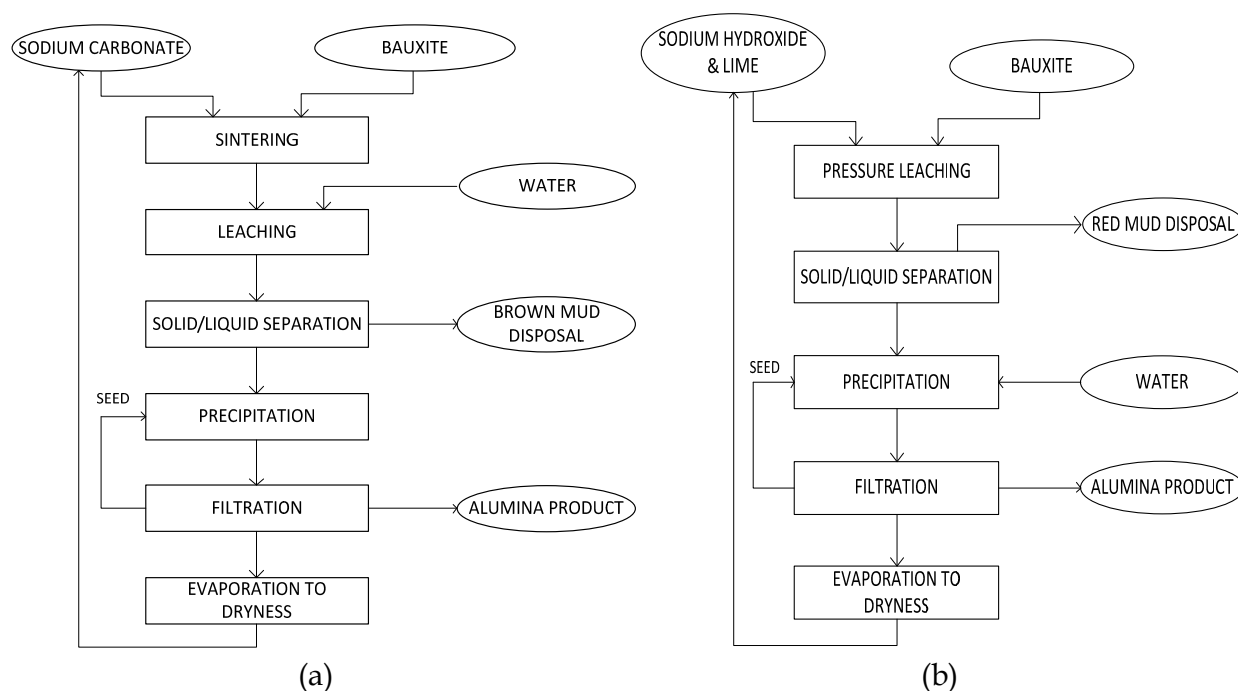 SODIUM CARBONATE
BAUXITE
SINTERING
WATER
LEACHING
SOLID/LIQUID SEPARATION
BROWN MUD
DISPOSAL
SEED
PRECIPITATION
FILTRATION
ALUMINA PRODUCT
EVAPORATION TO
DRYNESS
(a)
SODIUM HYDROXIDE
& LIME
BAUXITE
PRESSURE LEACHING
RED MUD DISPOSAL
SOLID/LIQUID SEPARATION
SEED
PRECIPITATION
WATER
FILTRATION
ALUMINA PRODUCT
EVAPORATION TO
DRYNESS
(b)